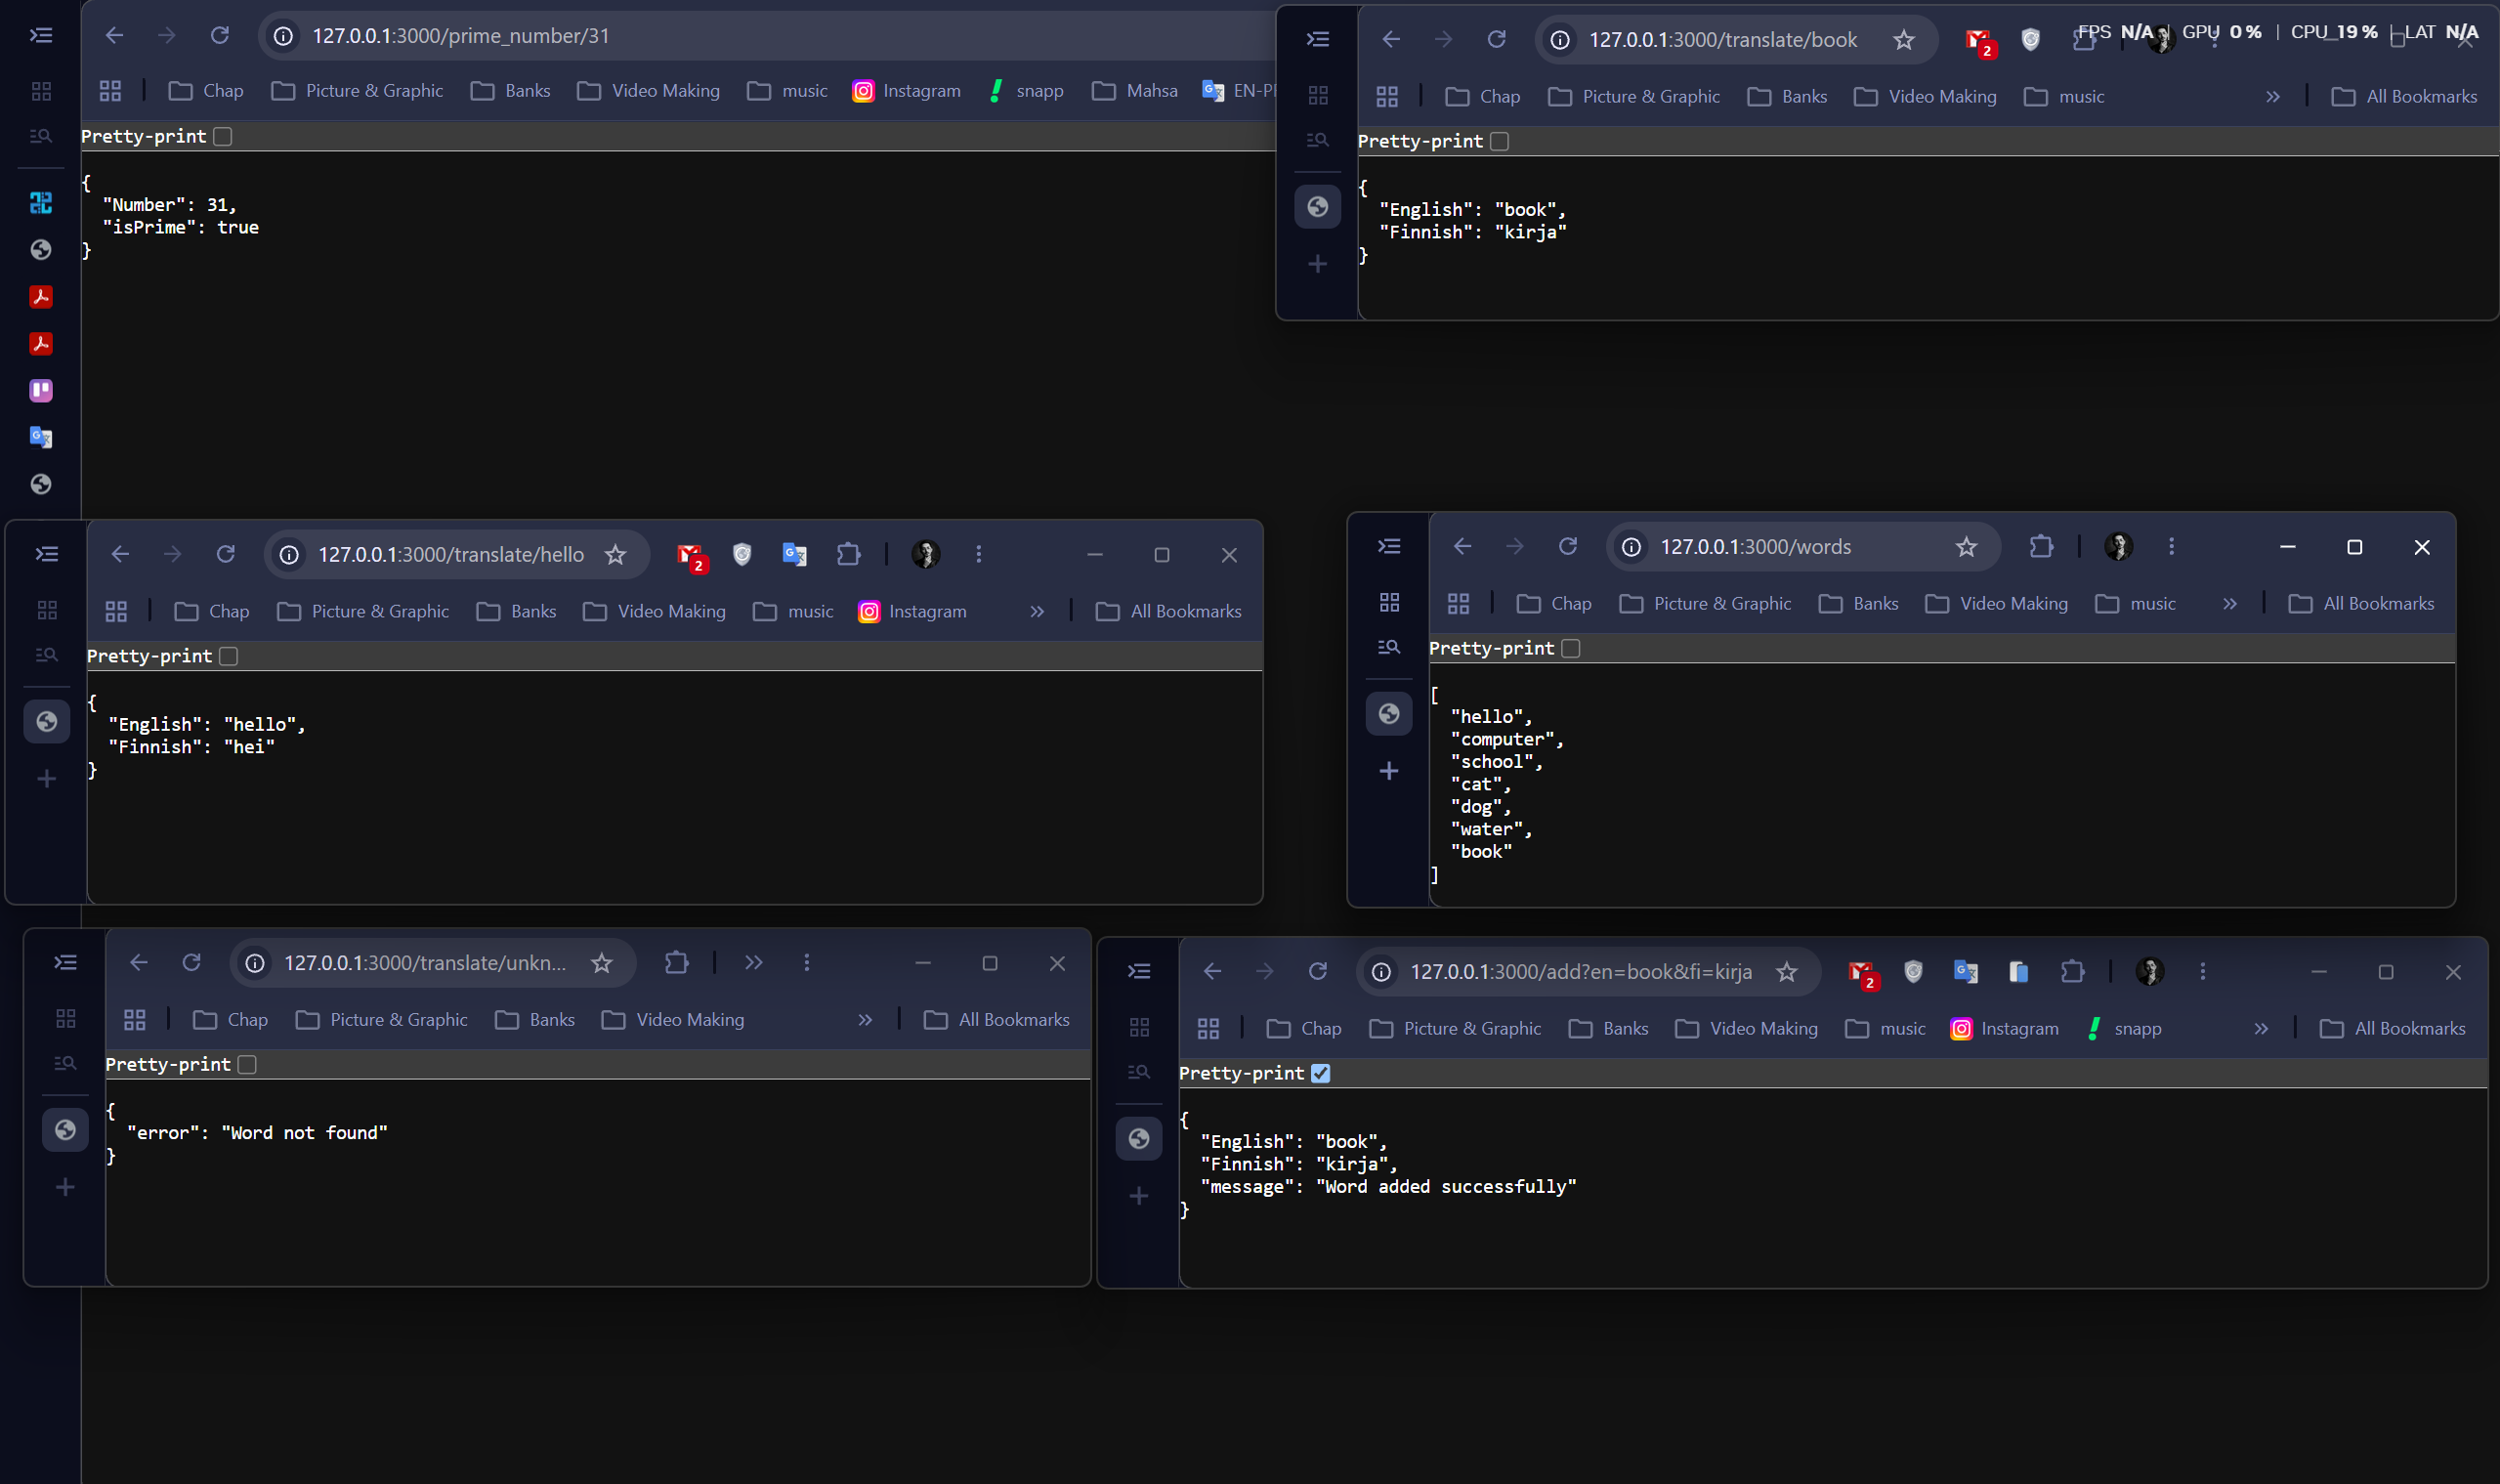 127.0.0.1:3000/prime_number/31
Chap Picture & Graphic Banks Video Making music Instagram snapp Mahsa
Pretty-print
{
"Number": 31,
"isPrime": true
}
127.0.0.1:3000/translate/book 2
FPS N/A | GPU 0% | CPU 19% | LAT N/A
Chap Picture & Graphic Banks Video Making music » All Bookmarks
Pretty-print
{
"English": "book",
"Finnish": "kirja"
}
127.0.0.1:3000/translate/hello 2
Chap Picture & Graphic Banks Video Making music Instagram » All Bookmarks
Pretty-print
{
"English": "hello",
"Finnish": "hei"
}
127.0.0.1:3000/words
Chap Picture & Graphic Banks Video Making music » All Bookmarks
Pretty-print
[
"hello",
"computer",
"school",
"cat",
"dog",
"water",
"book"
]
127.0.0.1:3000/translate/unkn...
Chap Picture & Graphic Banks Video Making » All Bookmarks
Pretty-print
{
"error": "Word not found"
}
127.0.0.1:3000/add?en=book&fi=kirja 2
Chap Picture & Graphic Banks Video Making music Instagram snapp » All Bookmarks
Pretty-print
{
"English": "book",
"Finnish": "kirja",
"message": "Word added successfully"
}